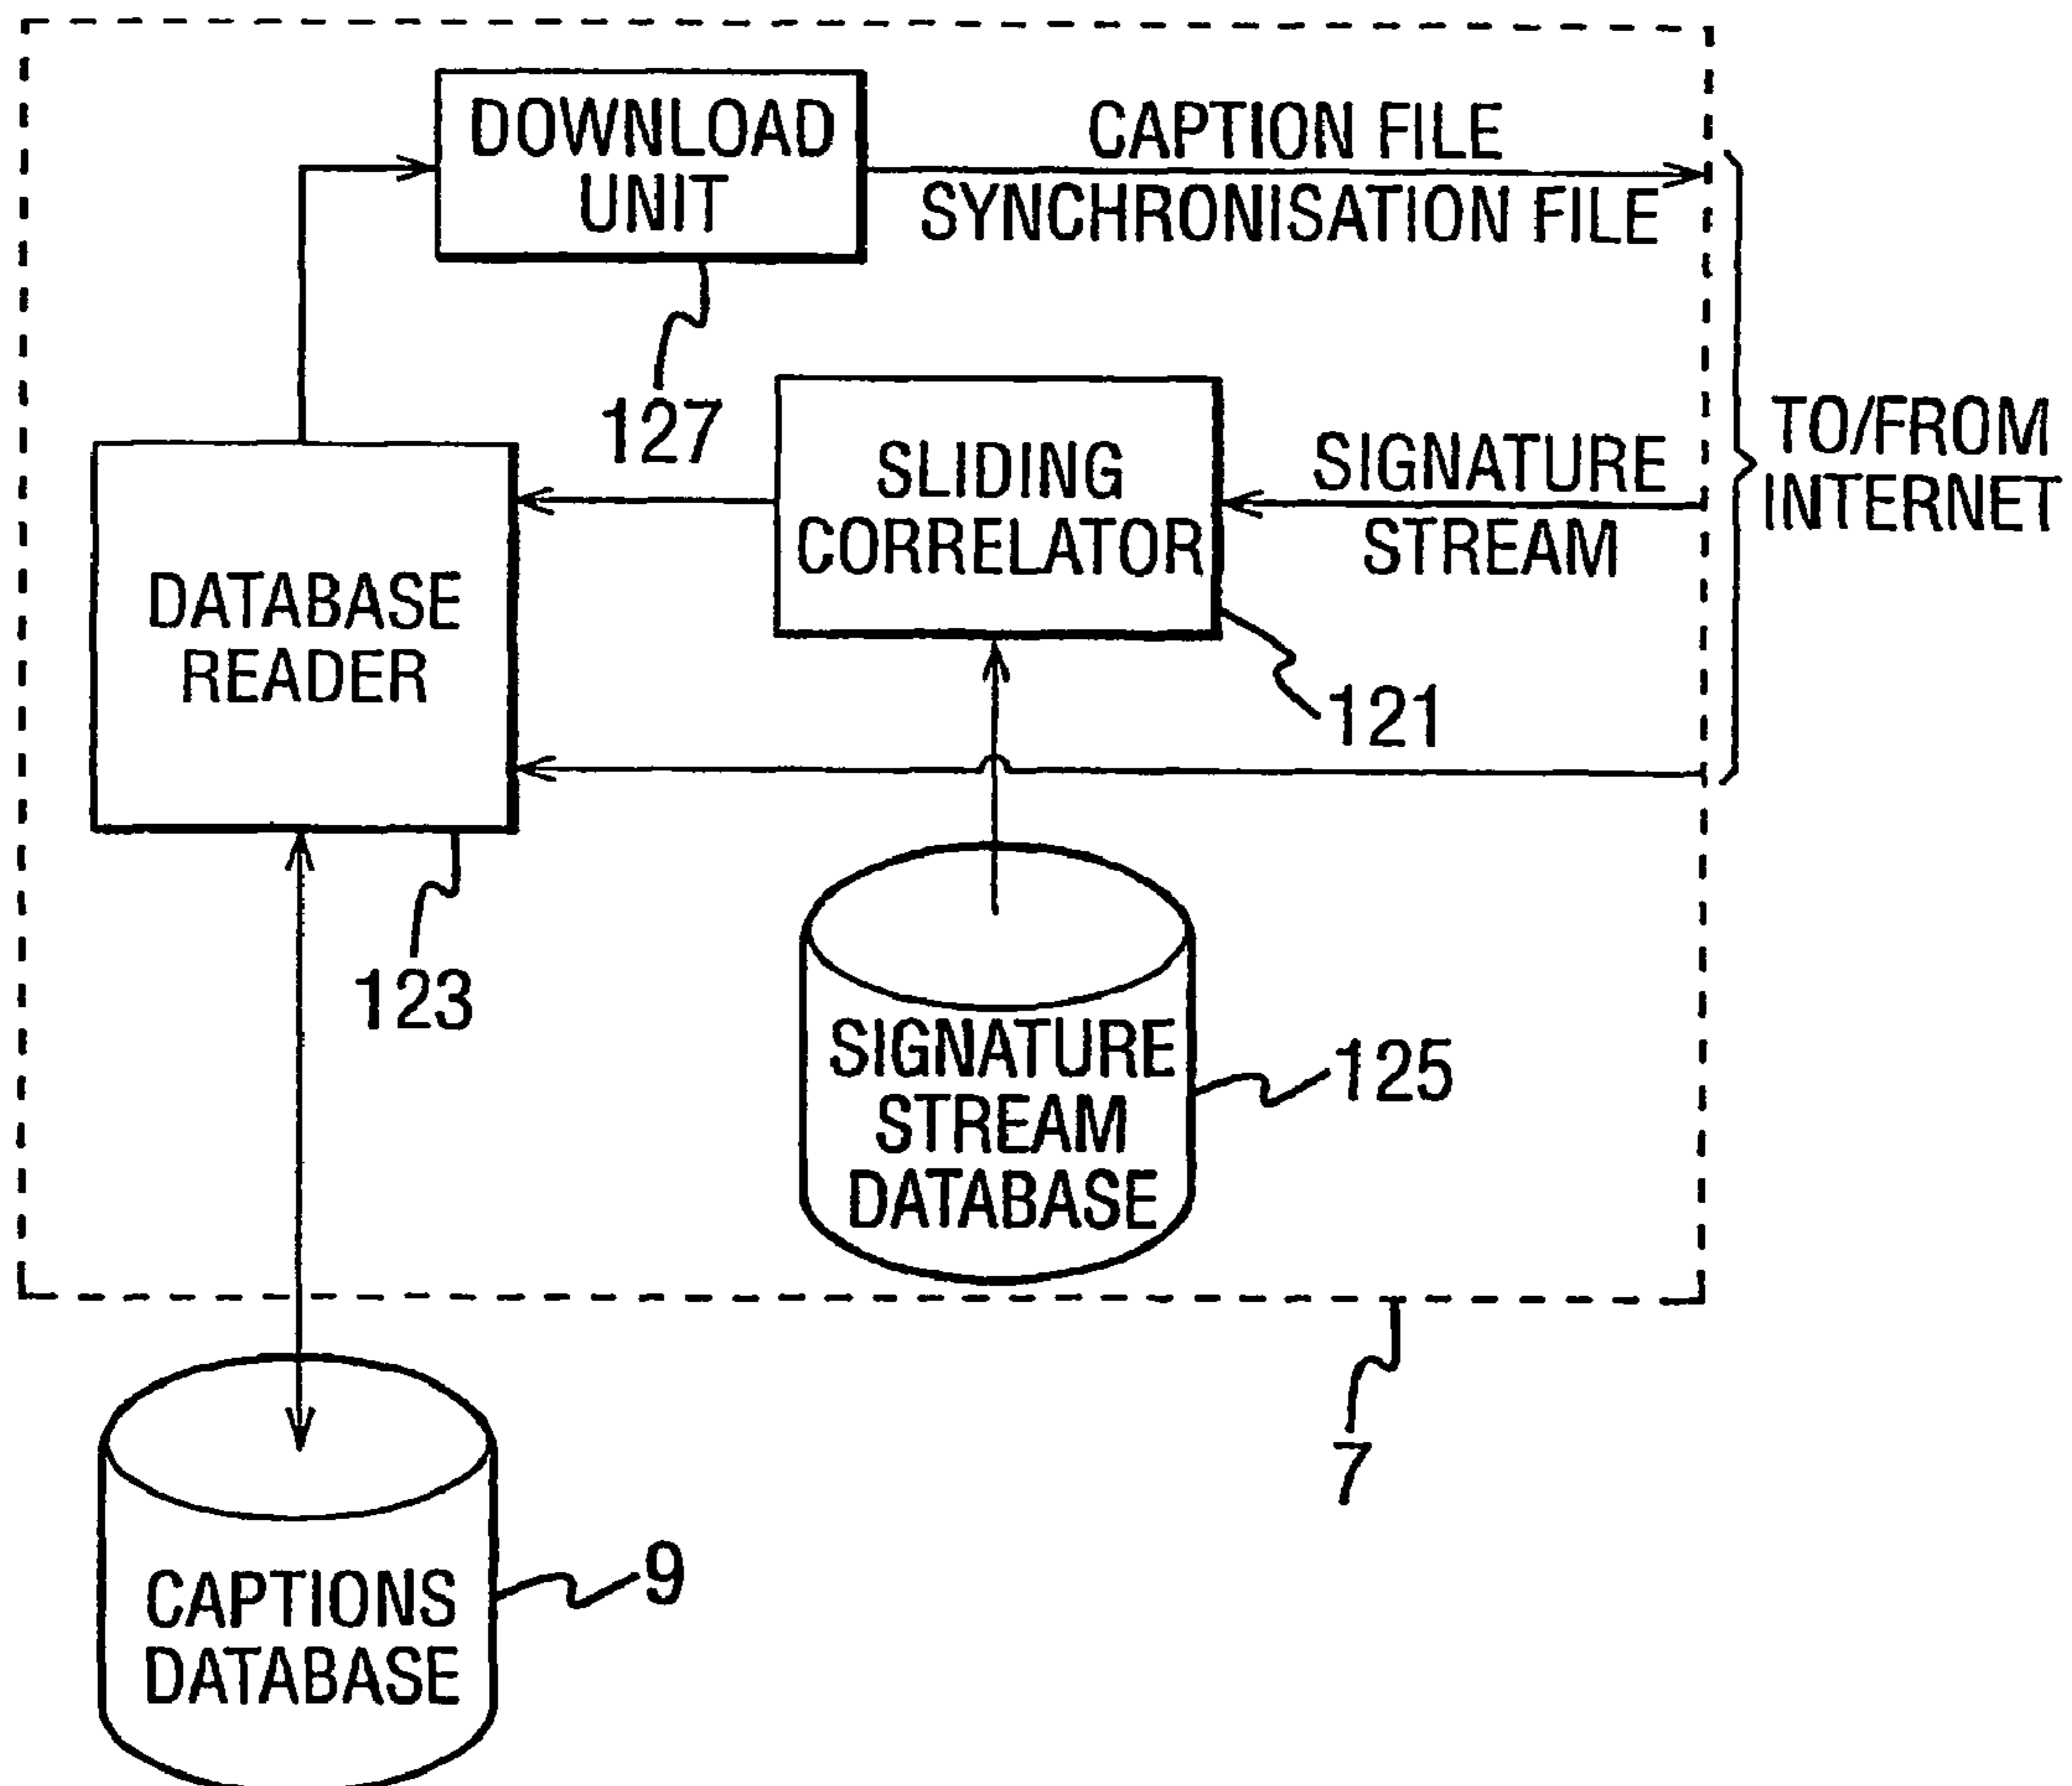 DOWNLOAD
UNIT
CAPTION FILE
SYNCHRONISATION FILE
127
SLIDING
CORRELATOR
SIGNATURE
STREAM
TO/FROM
INTERNET
DATABASE
READER
121
123
SIGNATURE
STREAM
DATABASE
125
7
CAPTIONS
DATABASE
9